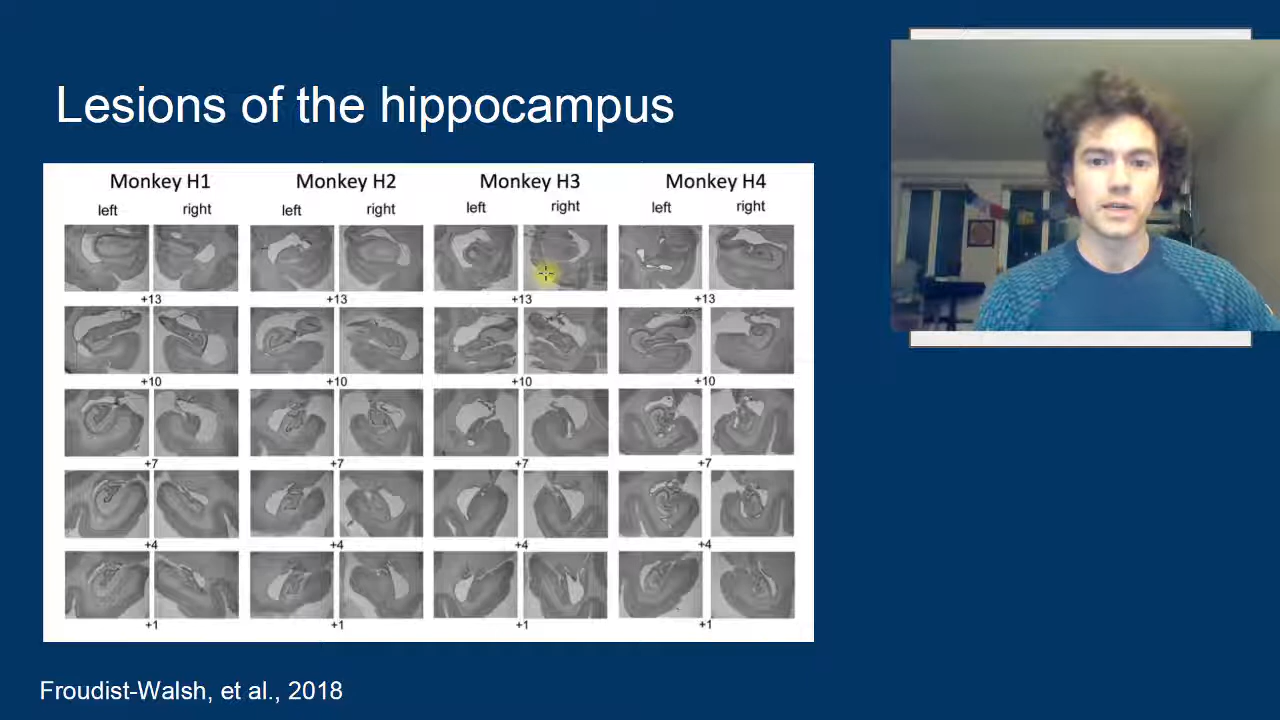 Lesions of the hippocampus
Monkey H1 Monkey H2 Monkey H3 Monkey H4
left right left right left right left right
+13 +13 +13 +13
+10 +10 +10 +10
+7 +7 +7 +7
+4 +4 +4 +4
+1 +1 +1 +1
Froudist-Walsh, et al., 2018